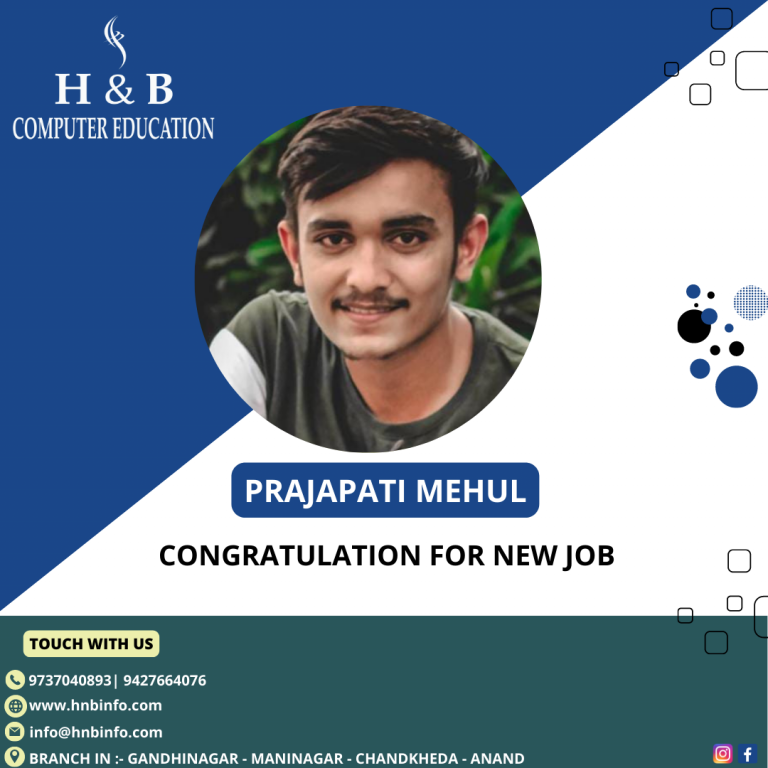 H & B
COMPUTER EDUCATION
PRAJAPATI MEHUL
CONGRATULATION FOR NEW JOB
TOUCH WITH US
9737040893| 9427664076
www.hnbinfo.com
info@hnbinfo.com
BRANCH IN :- GANDHINAGAR - MANINAGAR - CHANDKHEDA - ANAND